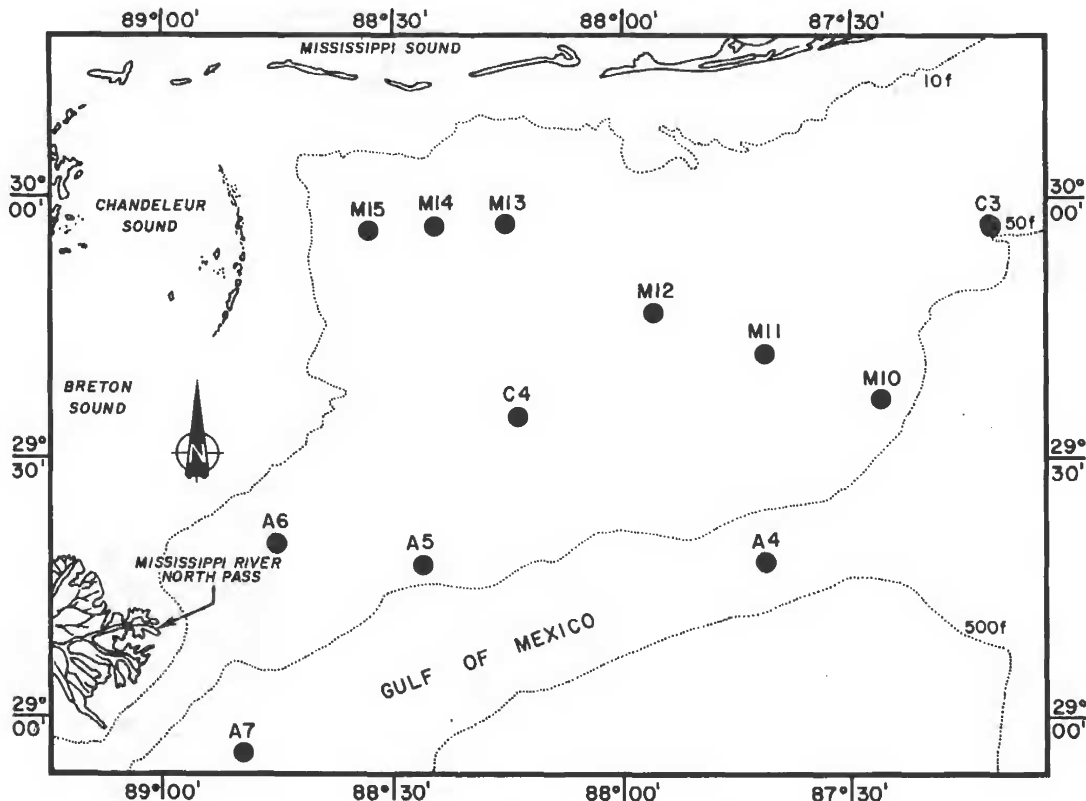 89°00' 88°30' 88°00' 87°30'
MISSISSIPPI SOUND
10f
30°
00'
30°
00'
CHANDELEUR
SOUND
M15 M14 M13
C3
50f
M12
M11
M10
BRETON
SOUND
C4
N
29°
30'
29°
30'
A6
A5
A4
MISSISSIPPI RIVER
NORTH PASS
GULF OF MEXICO
500f
29°
00'
29°
00'
A7
89°00' 88°30' 88°00' 87°30'